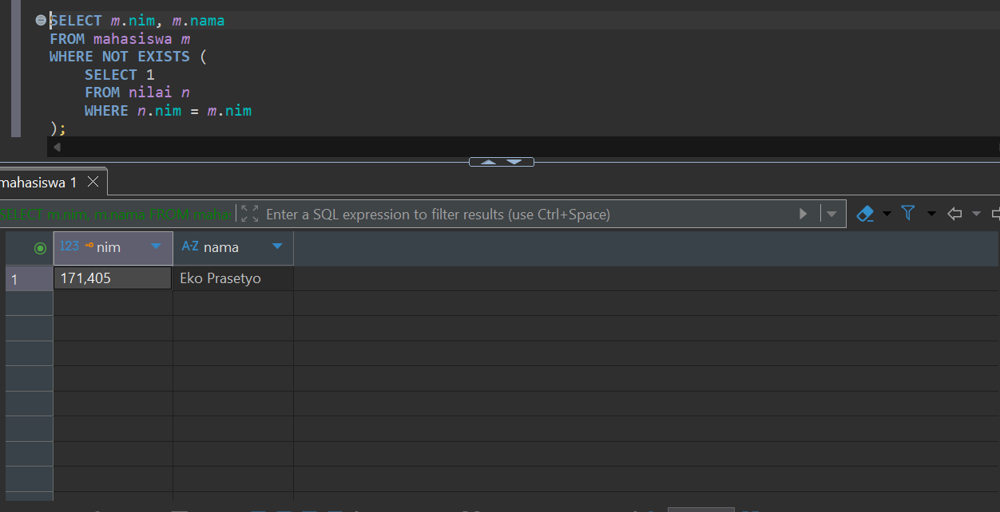 SELECT m.nim, m.nama
FROM mahasiswa m
WHERE NOT EXISTS (
    SELECT 1
    FROM nilai n
    WHERE n.nim = m.nim
);
mahasiswa 1
SELECT m.nim, m.nama FROM mahas Enter a SQL expression to filter results (use Ctrl+Space)
123 nim A-Z nama
1 171,405 Eko Prasetyo